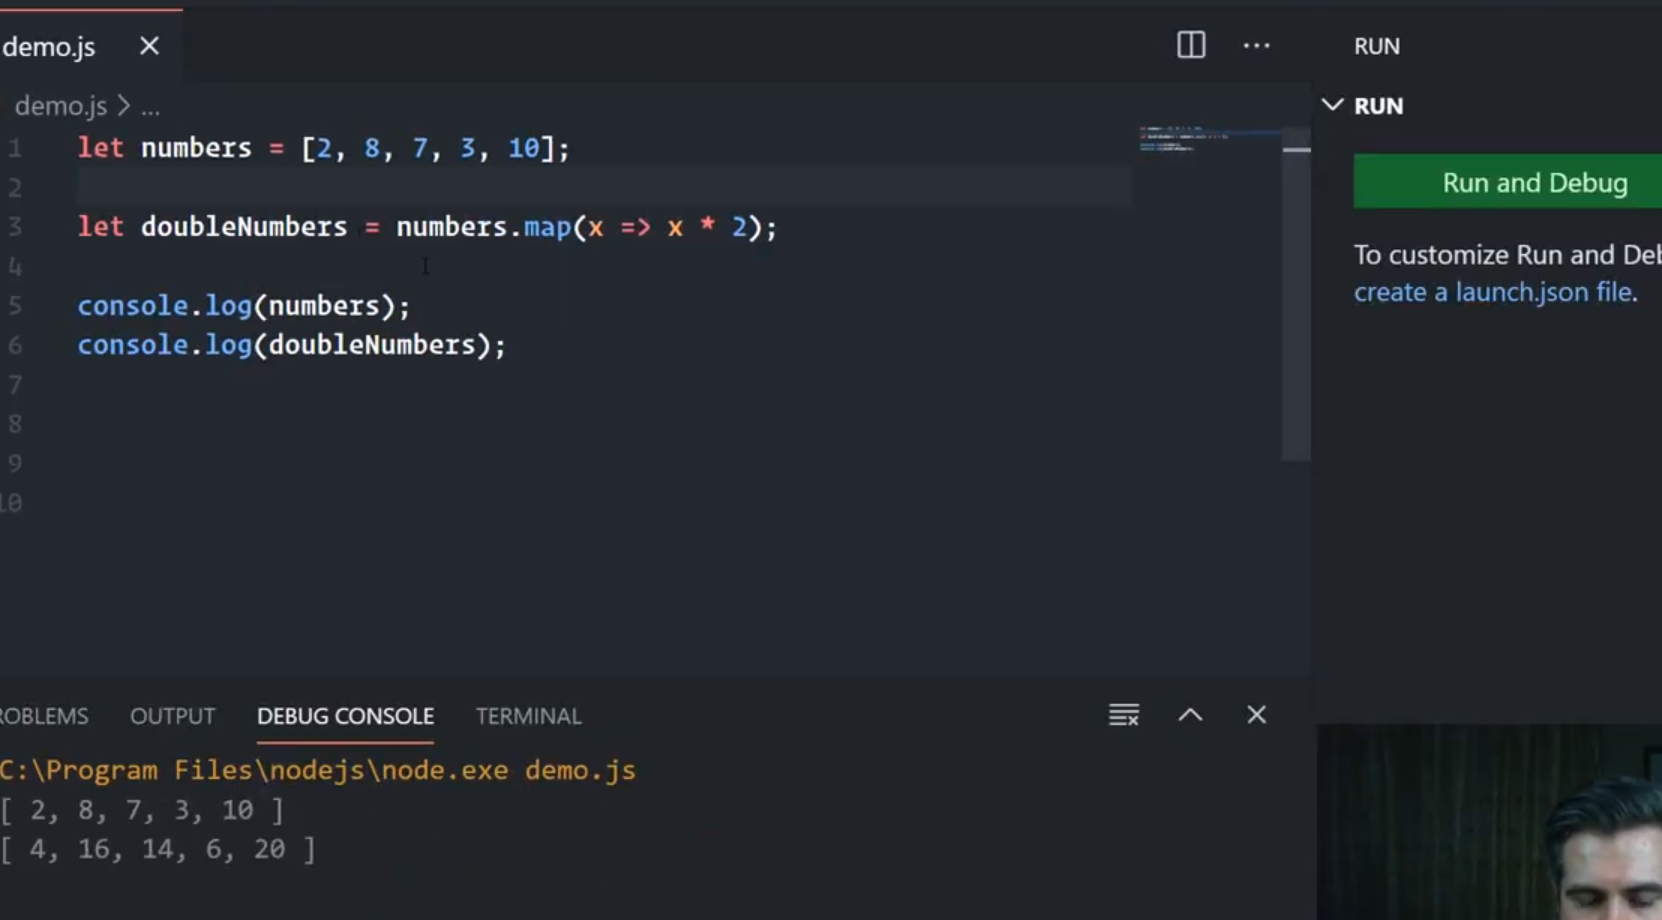 demo.js
RUN
demo.js > ...
RUN
1 let numbers = [2, 8, 7, 3, 10];
2
3 let doubleNumbers = numbers.map(x => x * 2);
4
5 console.log(numbers);
6 console.log(doubleNumbers);
7
8
9
10
Run and Debug
To customize Run and Deb
create a launch.json file.
ROBLEMS OUTPUT DEBUG CONSOLE TERMINAL
C:\Program Files\nodejs\node.exe demo.js
[ 2, 8, 7, 3, 10 ]
[ 4, 16, 14, 6, 20 ]